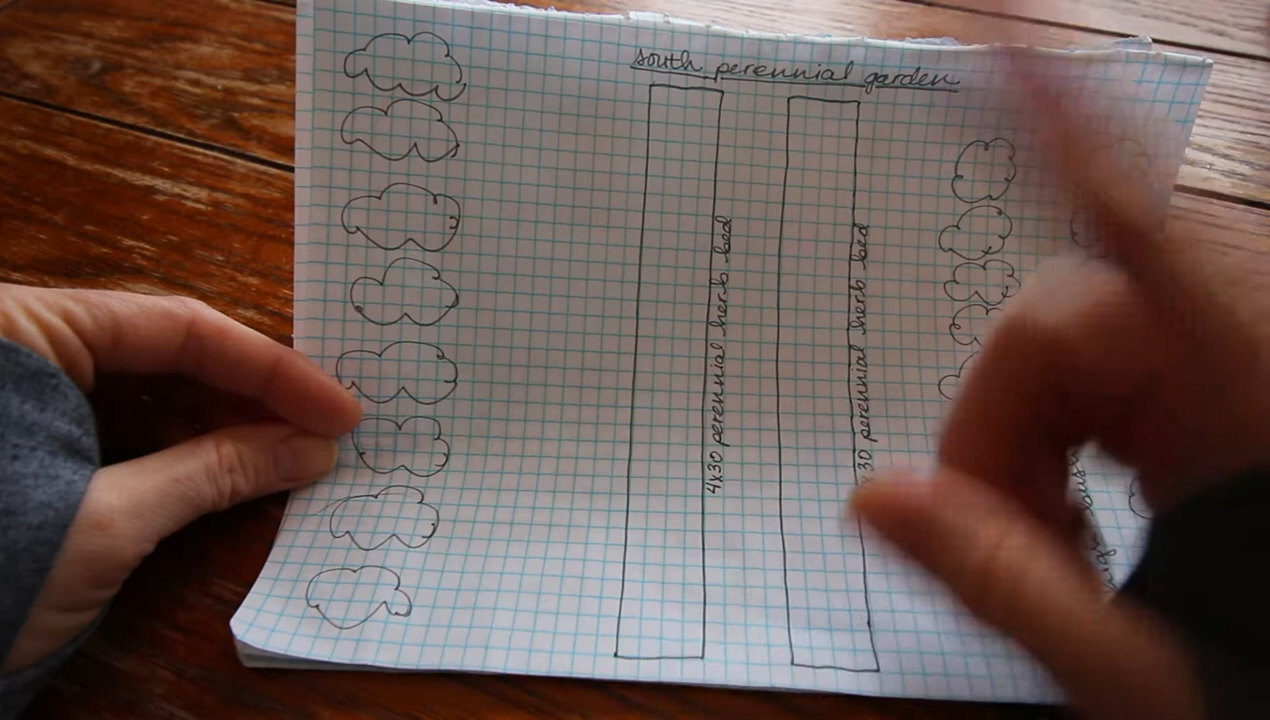 south perennial garden
4x30 perennial herb bed
30 perennial herb bed